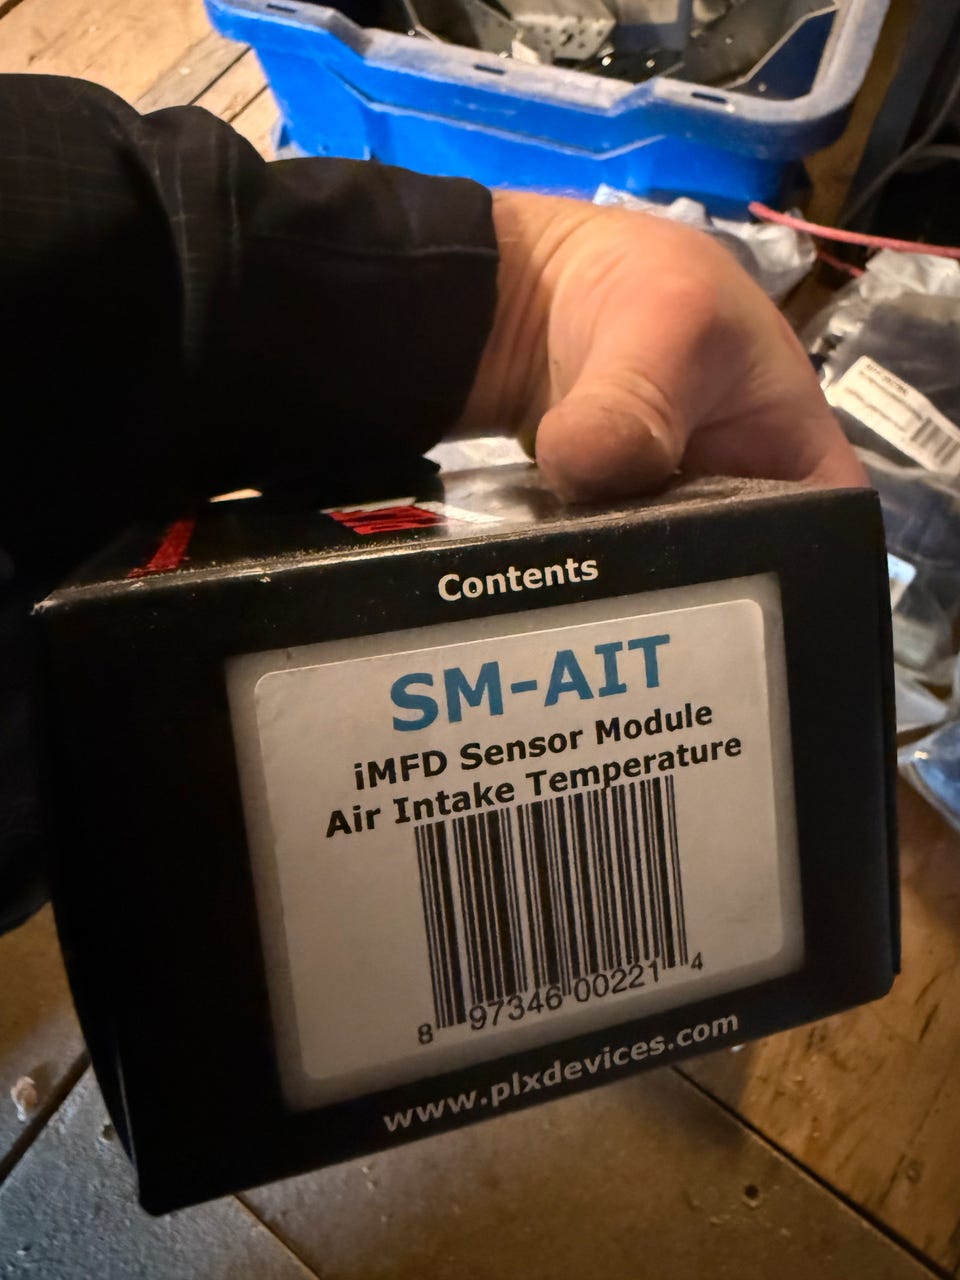 Contents
SM-AIT
iMFD Sensor Module
Air Intake Temperature
8 97346 00221 4
www.plxdevices.com